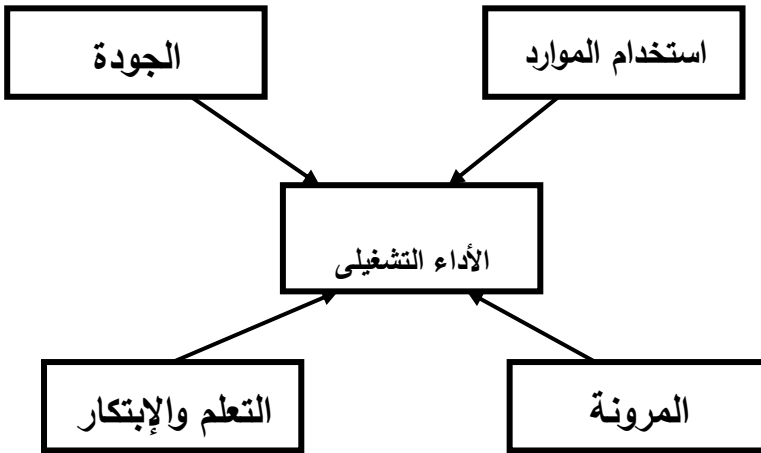 استخدام الموارد
الجودة
الأداء التشغيلى
المرونة
التعلم والإبتكار